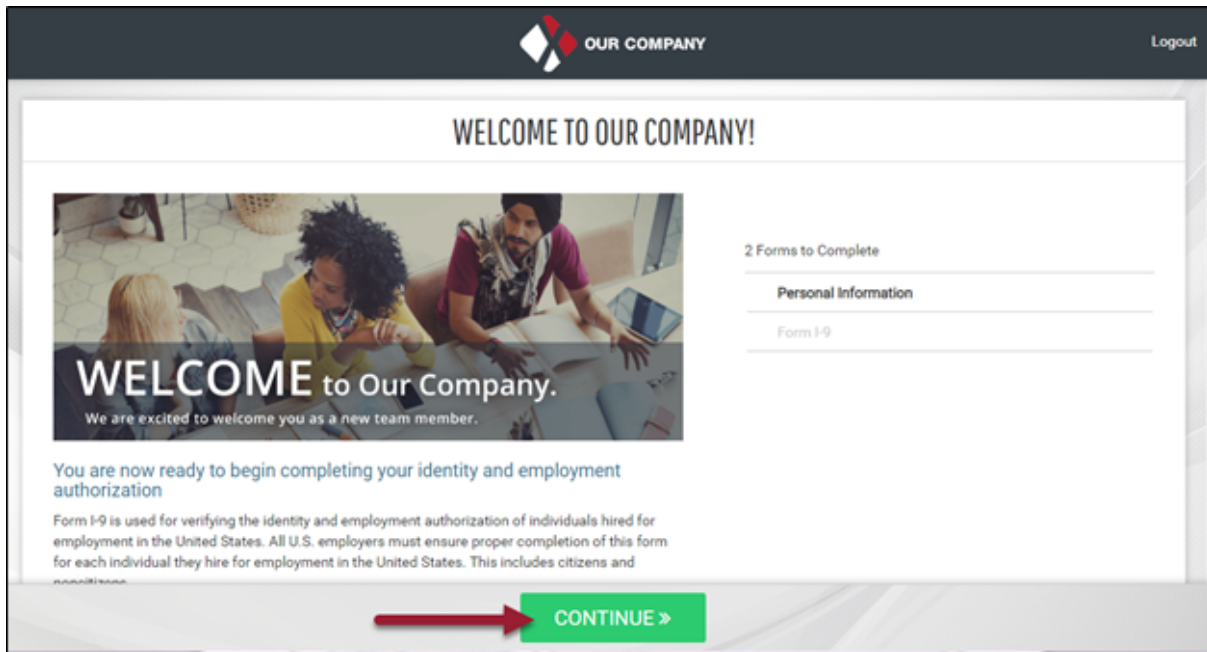 OUR COMPANY
Logout
WELCOME TO OUR COMPANY!
WELCOME to Our Company.
We are excited to welcome you as a new team member.
You are now ready to begin completing your identity and employment
authorization
Form I-9 is used for verifying the identity and employment authorization of individuals hired for
employment in the United States. All U.S. employers must ensure proper completion of this form
for each individual they hire for employment in the United States. This includes citizens and
noncitizens.
2 Forms to Complete
Personal Information
Form I-9
CONTINUE »